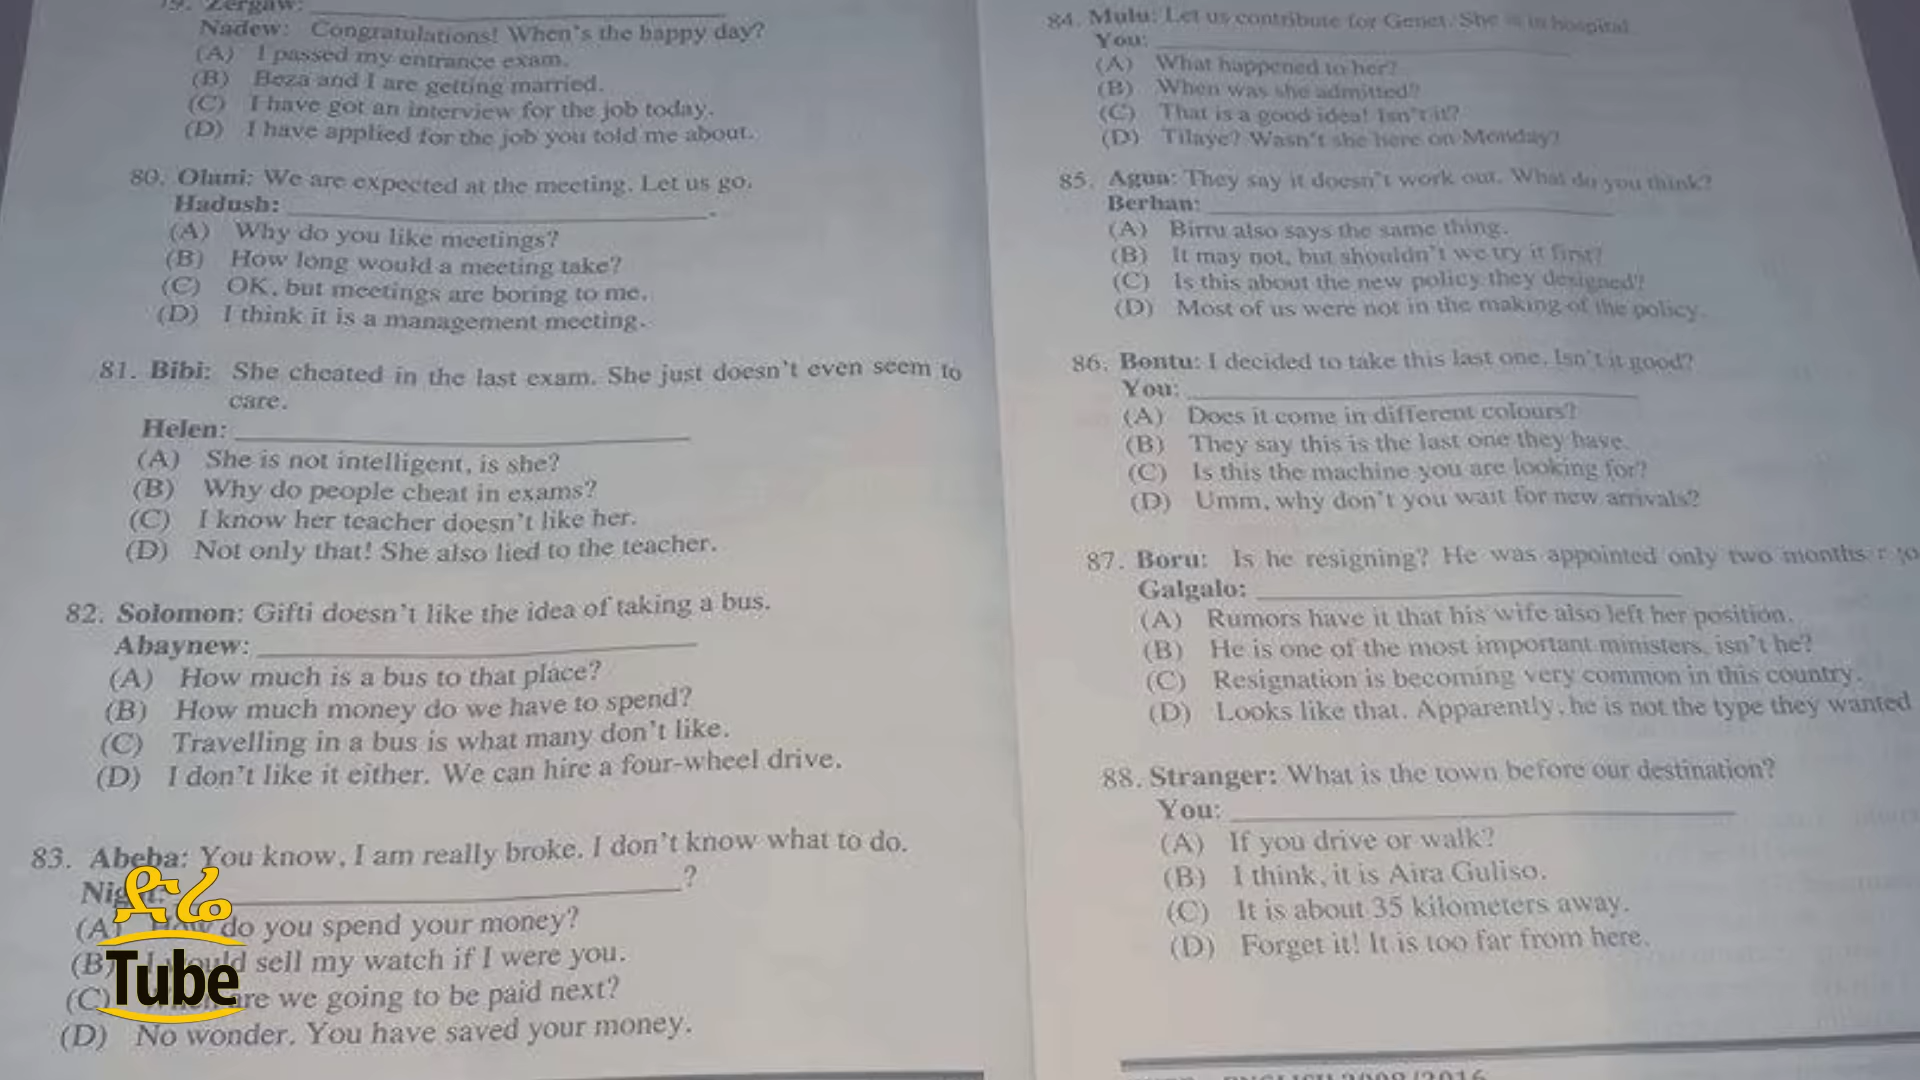 79. Zergaw:
Nadew: Congratulations! When's the happy day?
(A) I passed my entrance exam.
(B) Beza and I are getting married.
(C) I have got an interview for the job today.
(D) I have applied for the job you told me about.
80. Oluni: We are expected at the meeting. Let us go.
Hadush:
(A) Why do you like meetings?
(B) How long would a meeting take?
(C) OK, but meetings are boring to me.
(D) I think it is a management meeting.
81. Bibi: She cheated in the last exam. She just doesn't even seem to
care.
Helen:
(A) She is not intelligent, is she?
(B) Why do people cheat in exams?
(C) I know her teacher doesn't like her.
(D) Not only that! She also lied to the teacher.
82. Solomon: Gifti doesn't like the idea of taking a bus.
Abaynew:
(A) How much is a bus to that place?
(B) How much money do we have to spend?
(C) Travelling in a bus is what many don't like.
(D) I don't like it either. We can hire a four-wheel drive.
83. Abeba: You know, I am really broke. I don't know what to do.
?
(A) How do you spend your money?
(B) I would sell my watch if I were you.
(C) When are we going to be paid next?
(D) No wonder. You have saved your money.
ደሬ
Tube
84. Mulu: Let us contribute for Genet. She is in hospital
You:
(A) What happened to her?
(B) When was she admitted?
(C) That is a good idea! Isn't it?
(D) Tilaye? Wasn't she here on Monday?
85. Agua: They say it doesn't work out. What do you think?
Berhan:
(A) Birru also says the same thing.
(B) It may not, but shouldn't we try it first?
(C) Is this about the new policy they designed?
(D) Most of us were not in the making of the policy.
86. Bontu: I decided to take this last one. Isn't it good?
You:
(A) Does it come in different colours?
(B) They say this is the last one they have.
(C) Is this the machine you are looking for?
(D) Umm, why don't you wait for new arrivals?
87. Boru: Is he resigning? He was appointed only two months
Galgalo:
(A) Rumors have it that his wife also left her position.
(B) He is one of the most important ministers, isn't he?
(C) Resignation is becoming very common in this country.
(D) Looks like that. Apparently, he is not the type they wanted
88. Stranger: What is the town before our destination?
You:
(A) If you drive or walk?
(B) I think, it is Aira Guliso.
(C) It is about 35 kilometers away.
(D) Forget it! It is too far from here.
ENGLISH 2008/2016